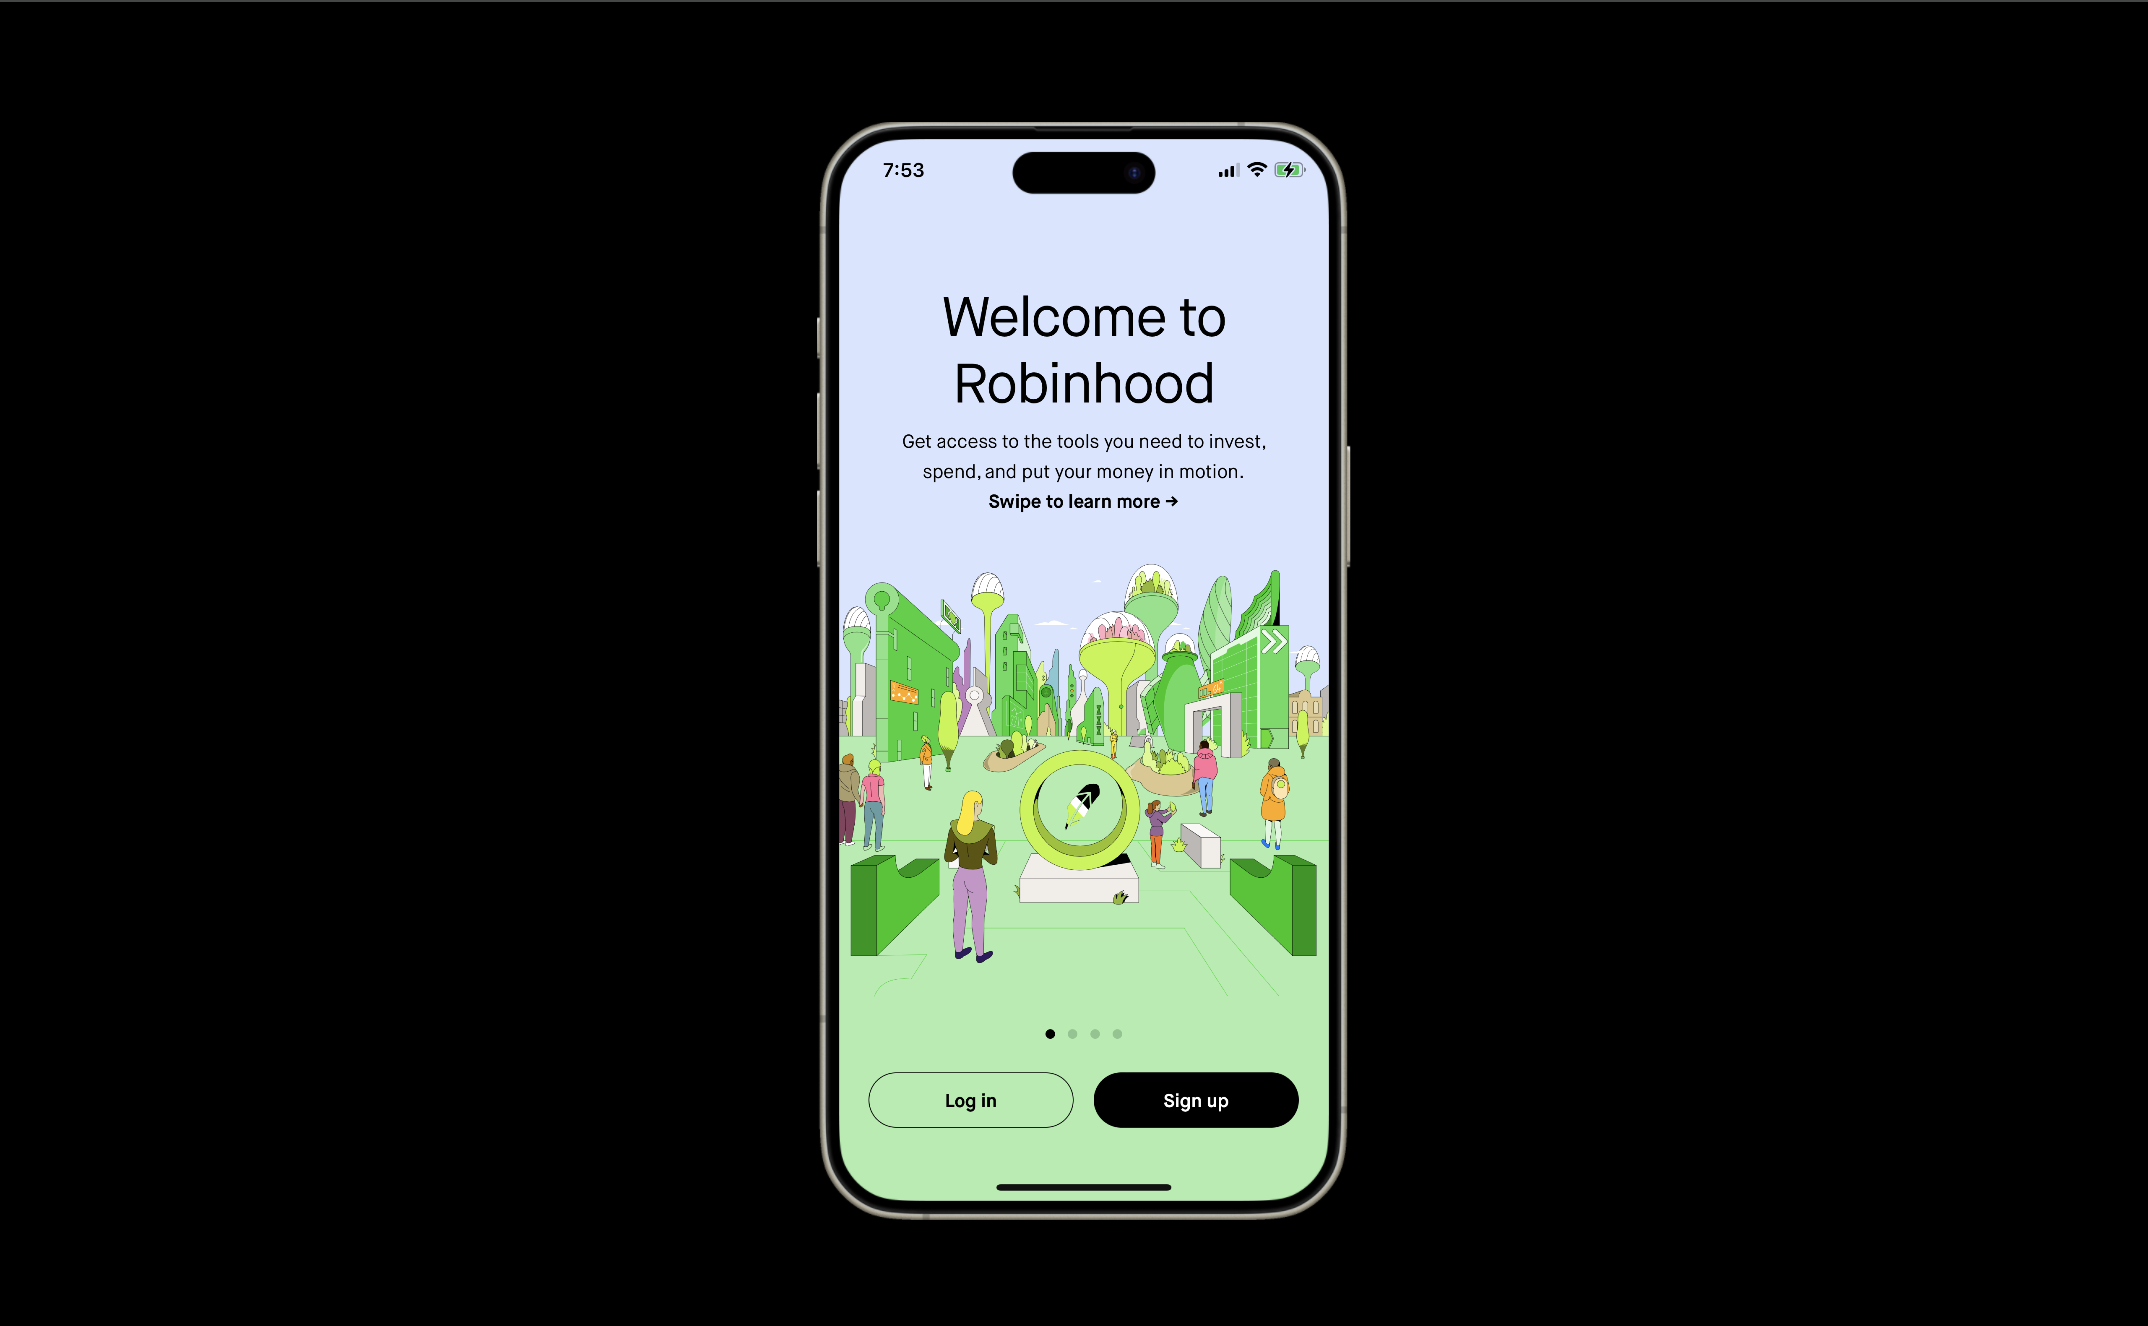 7:53
Welcome to
Robinhood
Get access to the tools you need to invest,
spend, and put your money in motion.
Swipe to learn more →
Log in
Sign up